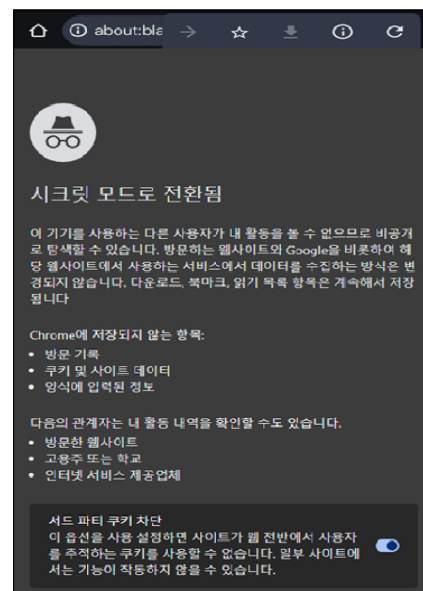 about:bla
시크릿 모드로 전환됨
이 기기를 사용하는 다른 사용자가 내 활동을 볼 수 없으므로 비공개
로 탐색할 수 있습니다. 방문하는 웹사이트와 Google을 비롯하여 해
당 웹사이트에서 사용하는 서비스에서 데이터를 수집하는 방식은 변
경되지 않습니다. 다운로드, 북마크, 읽기 목록 항목은 계속해서 저장
됩니다
Chrome에 저장되지 않는 항목:
• 방문 기록
• 쿠키 및 사이트 데이터
• 양식에 입력된 정보
다음의 관계자는 내 활동 내역을 확인할 수도 있습니다.
• 방문한 웹사이트
• 고용주 또는 학교
• 인터넷 서비스 제공업체
서드 파티 쿠키 차단
이 옵션을 사용 설정하면 사이트가 웹 전반에서 사용자
를 추적하는 쿠키를 사용할 수 없습니다. 일부 사이트에
서는 기능이 작동하지 않을 수 있습니다.